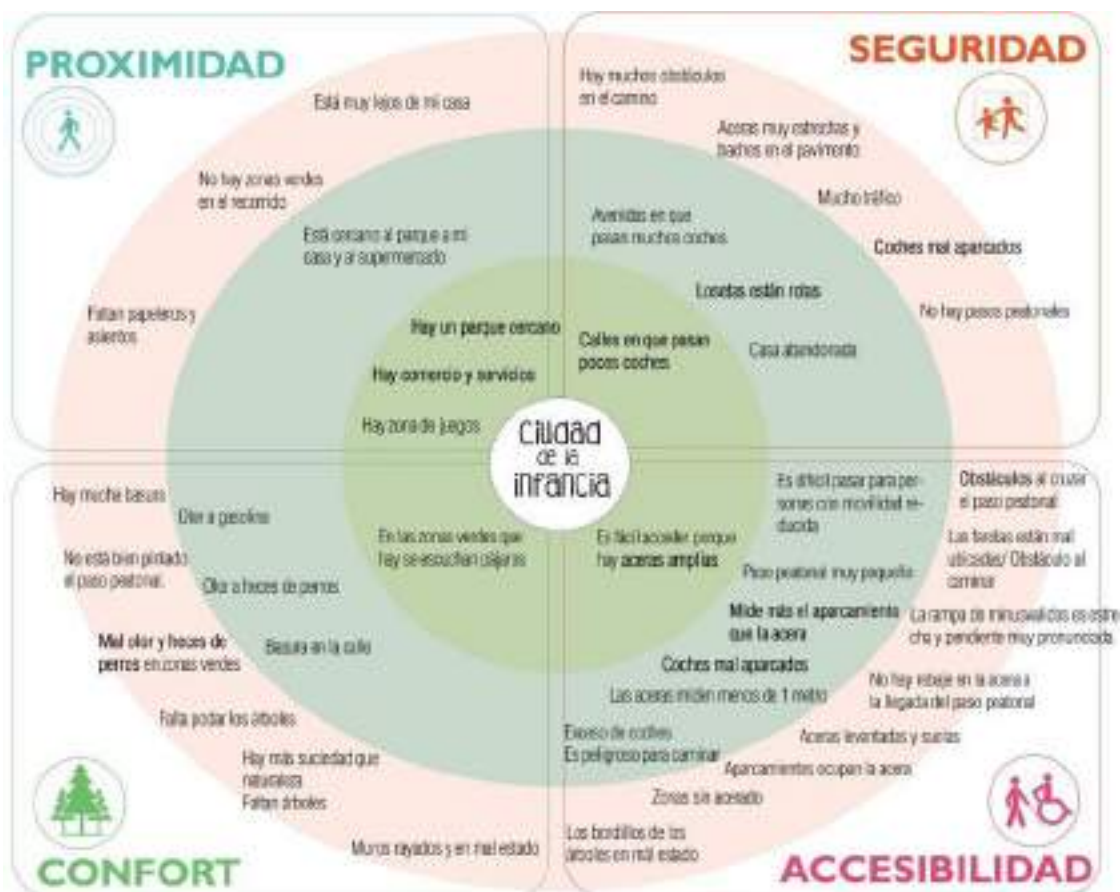 PROXIMIDAD
Está muy lejos de mi casa
No hay zonas verdes
en el recorrido
Está cercano al parque a mi
casa y al supermercado
Faltan papeleros y
asientos
Hay un parque cercano
Hay comercio y servicios
Hay zona de juegos
SEGURIDAD
Hay muchos obstáculos
en el camino
Aceras muy estrechas y
baches en el pavimento
Mucho tráfico
Avenidas en que
pasan muchos coches
Coches mal aparcados
Losetas están rotas
No hay pasos peatonales
Calles en que pasan
pocos coches
Casa abandonada
Ciudad
de la
infancia
Hay mucha basura
Olor a gasolina
En las zonas verdes que
hay se escuchan pájaros
No está bien pintado
el paso peatonal.
Olor a heces de perros
Mal olor y heces de
perros en zonas verdes
Basura en la calle
Falta podar los árboles
Hay más suciedad que
naturaleza
Faltan árboles
Muros rayados y en mal estado
CONFORT
Es difícil pasar para per-
sonas con movilidad re-
ducida
Obstáculos al cruzar
el paso peatonal
Es fácil acceder porque
hay aceras amplias
Las farolas están mal
ubicadas/ Obstáculo al
caminar
Paso peatonal muy pequeño
Mide más el aparcamiento
que la acera
La rampa de minusválidos es estre
cha y pendiente muy pronunciada
Coches mal aparcados
No hay rebaje en la acera a
la llegada del paso peatonal
Las aceras miden menos de 1 metro
Exceso de coches
Es peligroso para caminar
Aceras levantadas y sucias
Aparcamientos ocupan la acera
Zonas sin acerado
Los bordillos de los
árboles en mal estado
ACCESIBILIDAD